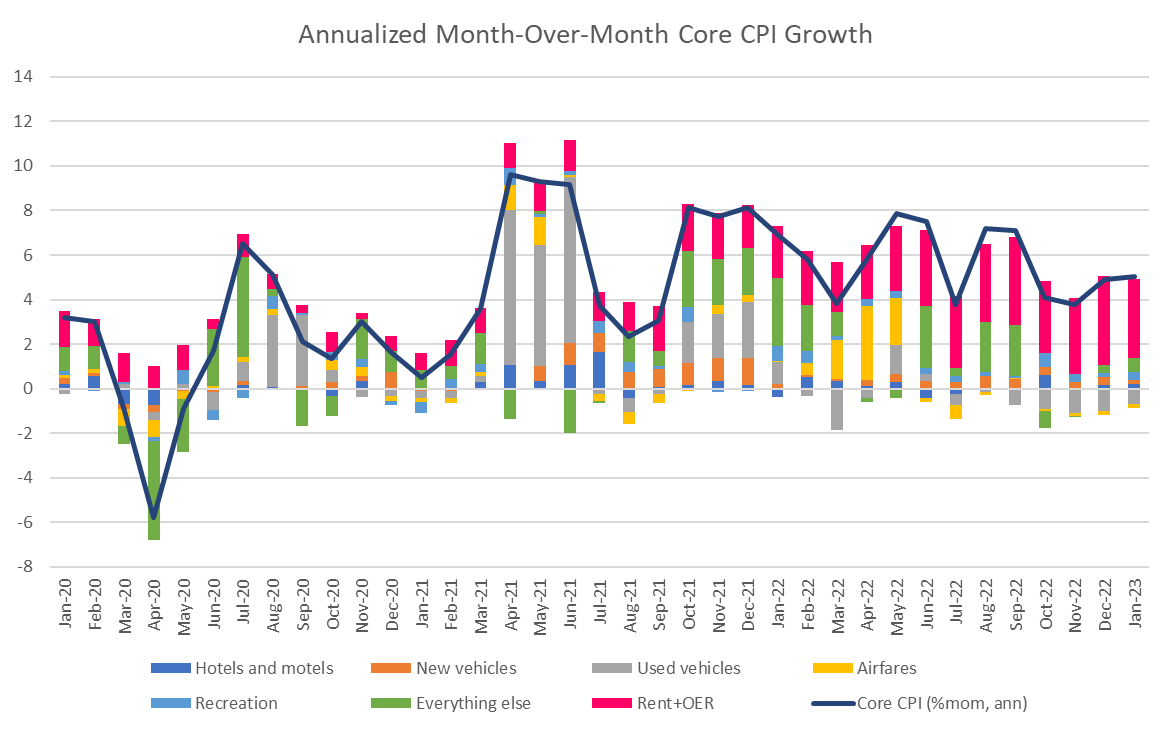 Annualized Month-Over-Month Core CPI Growth
14
12
10
8
6
4
2
0
-2
-4
-6
-8
Jan-20
Feb-20
Mar-20
Apr-20
May-20
Jun-20
Jul-20
Aug-20
Sep-20
Oct-20
Nov-20
Dec-20
Jan-21
Feb-21
Mar-21
Apr-21
May-21
Jun-21
Jul-21
Aug-21
Sep-21
Oct-21
Nov-21
Dec-21
Jan-22
Feb-22
Mar-22
Apr-22
May-22
Jun-22
Jul-22
Aug-22
Sep-22
Oct-22
Nov-22
Dec-22
Jan-23
Hotels and motels New vehicles Used vehicles Airfares
Recreation Everything else Rent+OER Core CPI (%mom, ann)